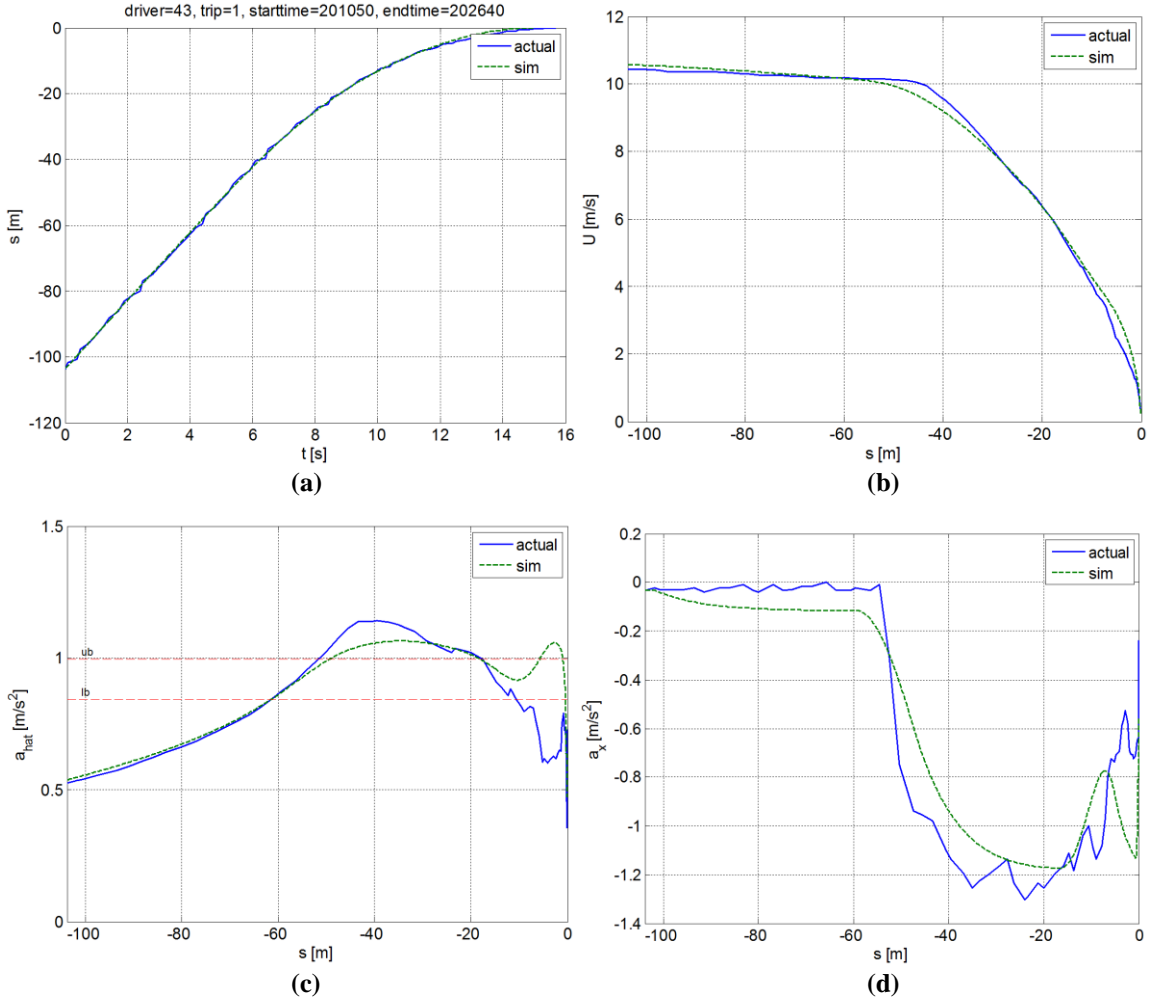 driver=43, trip=1, starttime=201050, endtime=202640
0
-20
-40
-60
-80
-100
-120
s [m]
0 2 4 6 8 10 12 14 16
t [s]
actual
sim
(a)
12
10
8
6
4
2
0
U [m/s]
-100 -80 -60 -40 -20 0
s [m]
actual
sim
(b)
1.5
1
0.5
0
a_hat [m/s²]
ub
lb
-100 -80 -60 -40 -20 0
s [m]
actual
sim
(c)
0.2
0
-0.2
-0.4
-0.6
-0.8
-1
-1.2
-1.4
a_x [m/s²]
-100 -80 -60 -40 -20 0
s [m]
actual
sim
(d)